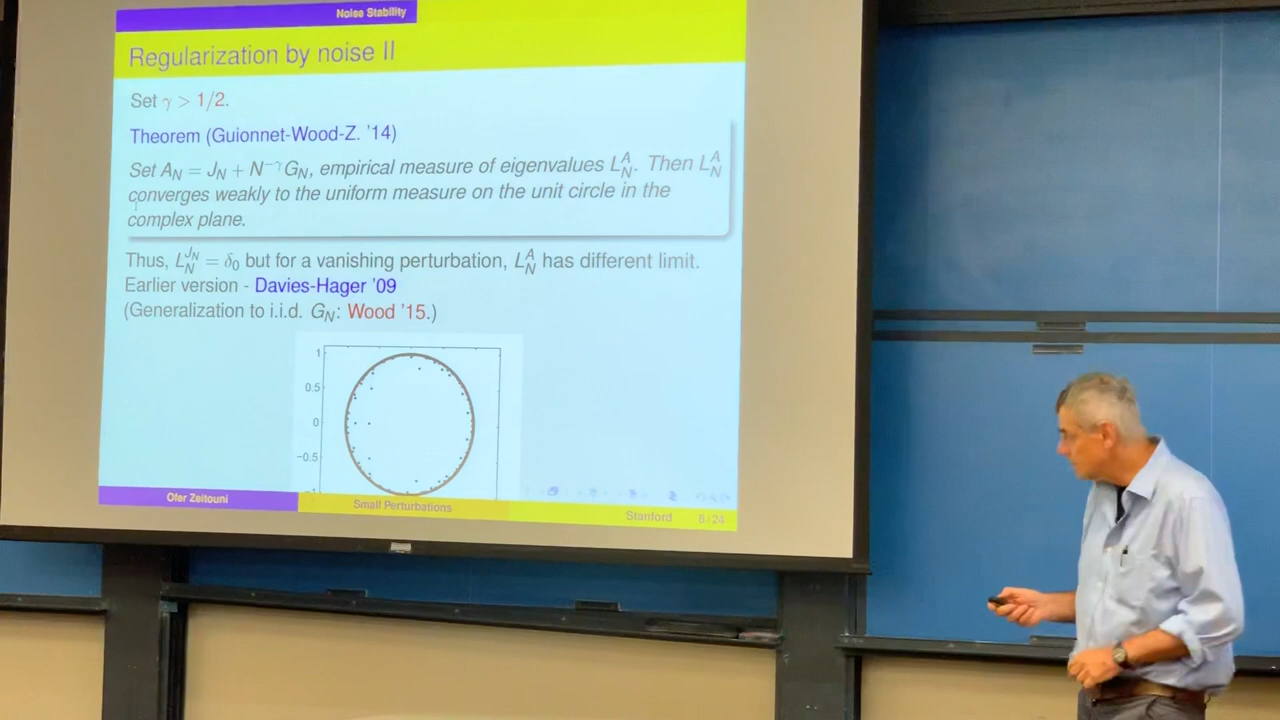 Noise Stability
Regularization by noise II
Set γ > 1/2.
Theorem (Guionnet-Wood-Z. '14)
Set A_N = J_N + N^{-γ} G_N, empirical measure of eigenvalues L_N^A. Then L_N^A
converges weakly to the uniform measure on the unit circle in the
complex plane.
Thus, L_N^{J_N} = δ_0 but for a vanishing perturbation, L_N^A has different limit.
Earlier version - Davies-Hager '09
(Generalization to i.i.d. G_N: Wood '15.)
1
0.5
0
−0.5
Ofer Zeitouni
Small Perturbations
Stanford
6 / 24